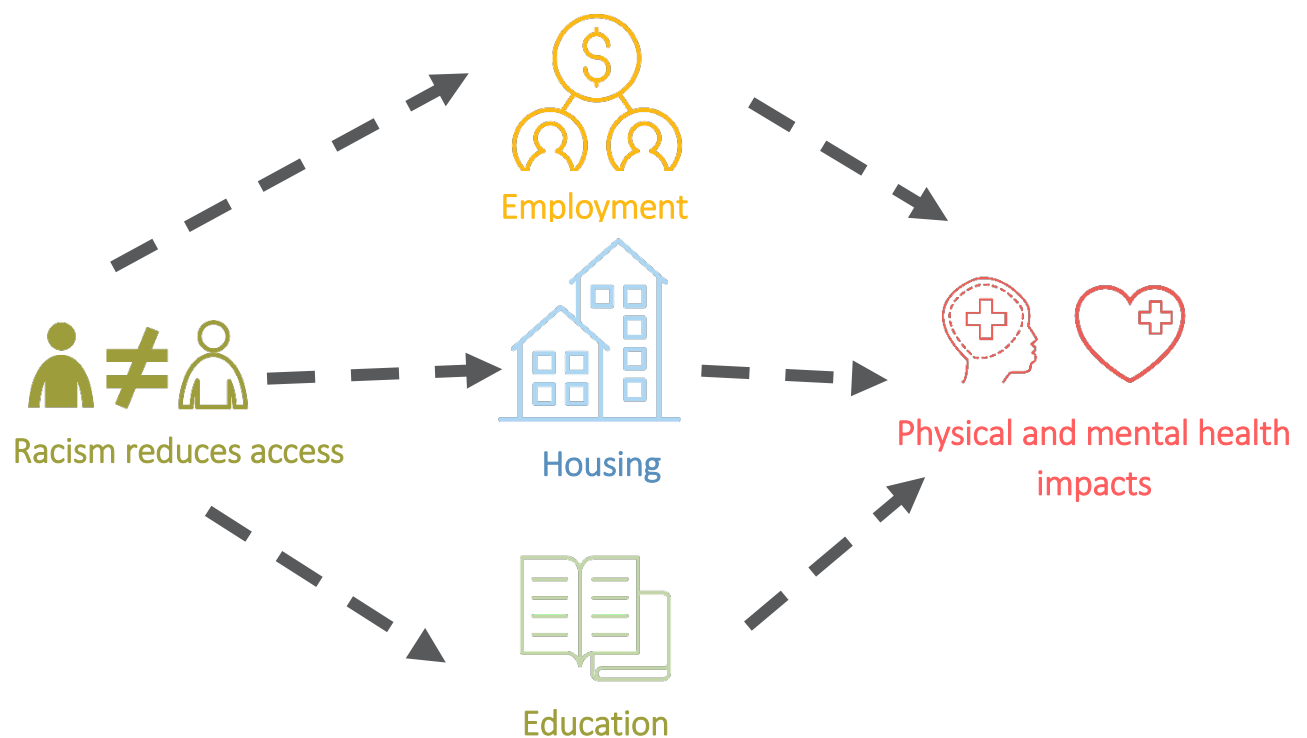 $
Employment
Racism reduces access
Housing
Physical and mental health
impacts
Education